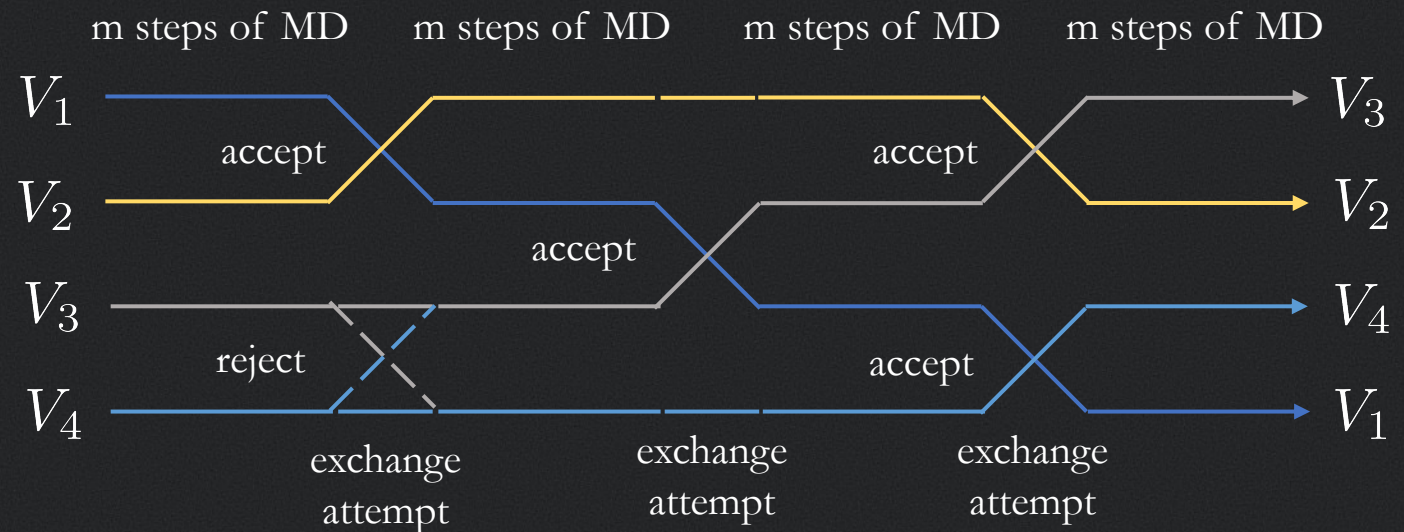 m steps of MD m steps of MD m steps of MD m steps of MD
V₁ V₃
accept accept
V₂ V₂
accept
V₃ V₄
reject accept
V₄ V₁
exchange exchange exchange
attempt attempt attempt